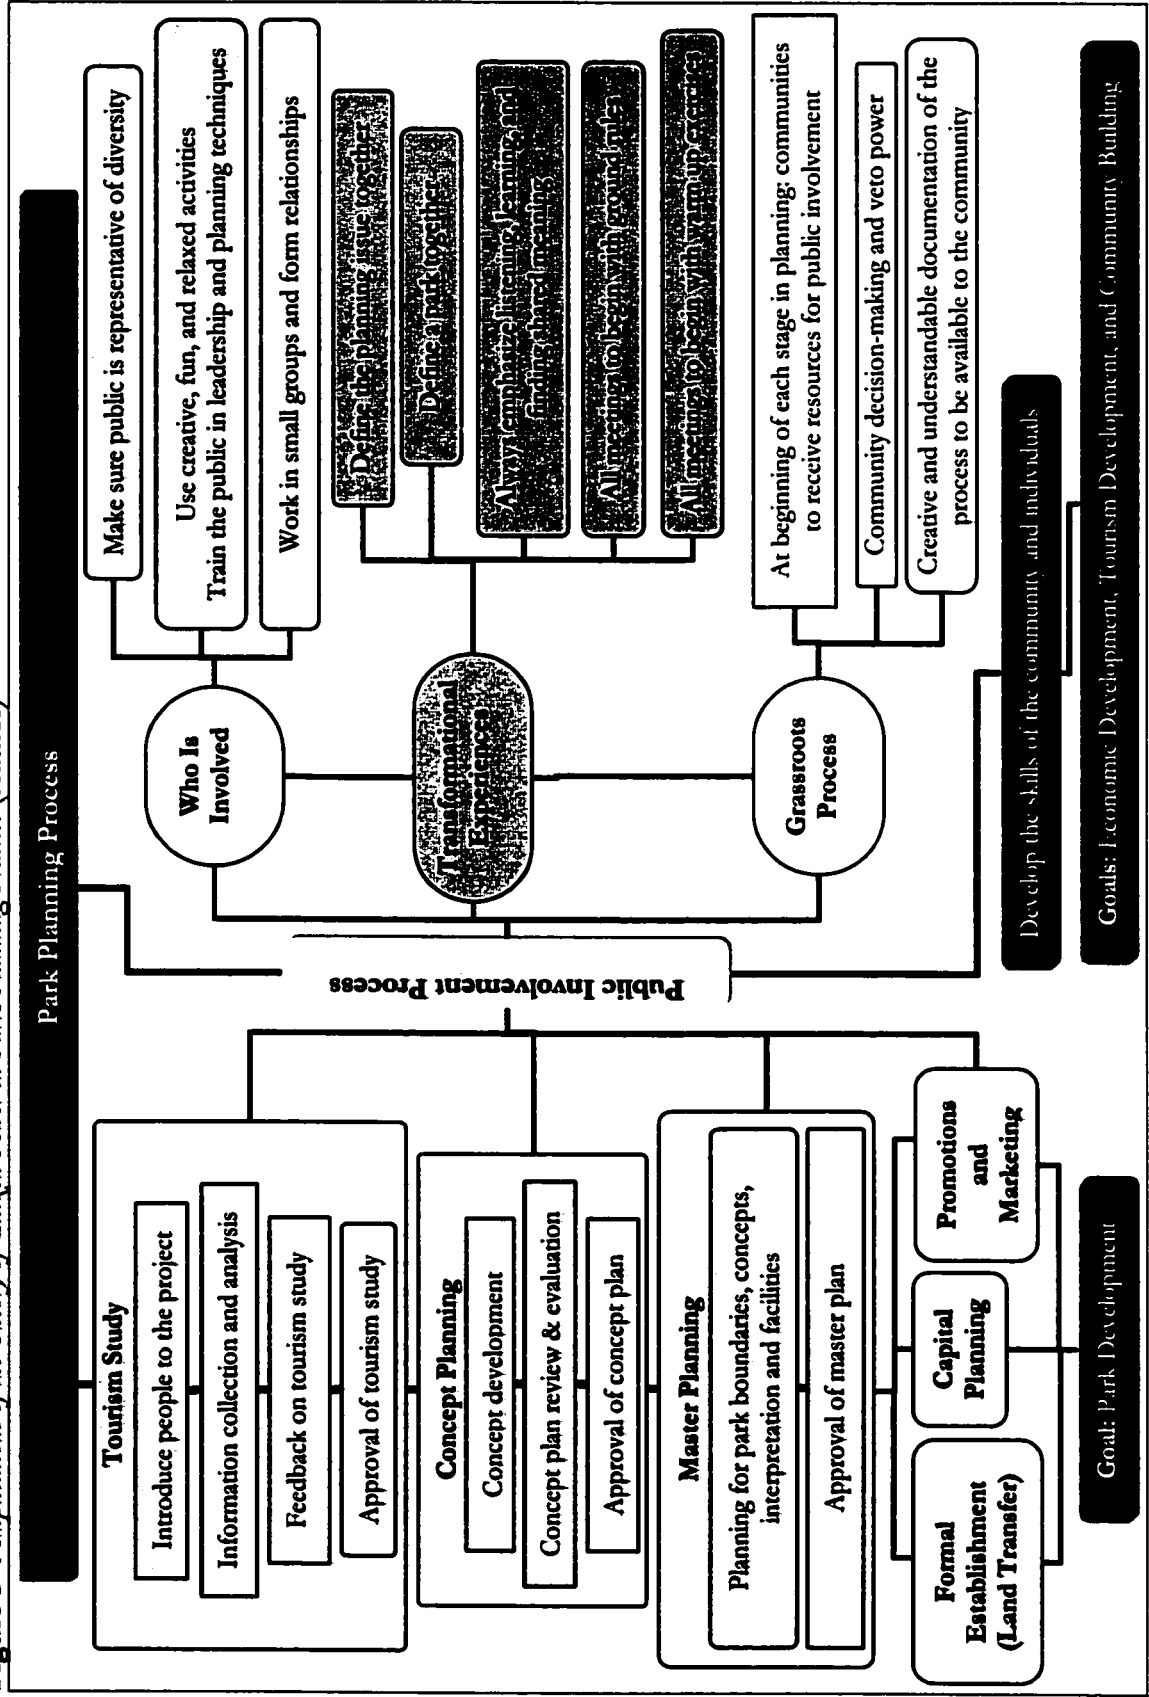 Park Planning Process
Tourism Study
Introduce people to the project
Information collection and analysis
Feedback on tourism study
Approval of tourism study
Concept Planning
Concept development
Concept plan review & evaluation
Approval of concept plan
Master Planning
Planning for park boundaries, concepts,
interpretation and facilities
Approval of master plan
Formal
Establishment
(Land Transfer)
Capital
Planning
Promotions
and
Marketing
Goal: Park Development
Public Involvement Process
Who Is
Involved
Make sure public is representative of diversity
Use creative, fun, and relaxed activities
Train the public in leadership and planning techniques
Work in small groups and form relationships
Transformational
Experiences
Define the planning issue together
Define a park together
Always emphasize listening, learning, and
finding shared meaning
All meetings to begin with ground rules
All meetings to begin with warm-up exercises
Grassroots
Process
At beginning of each stage in planning, communities
to receive resources for public involvement
Community decision-making and veto power
Creative and understandable documentation of the
process to be available to the community
Develop the skills of the community and individuals
Goals: Economic Development, Tourism Development, and Community Building